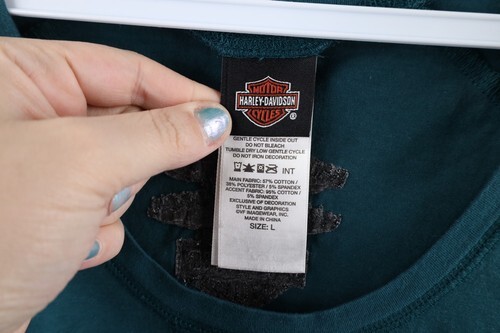 MOTOR
HARLEY-DAVIDSON
CYCLES
®
GENTLE CYCLE INSIDE OUT
DO NOT BLEACH
TUMBLE DRY LOW GENTLE CYCLE
DO NOT IRON DECORATION
INT
MAIN FABRIC: 57% COTTON /
38% POLYESTER / 5% SPANDEX
ACCENT FABRIC: 95% COTTON /
5% SPANDEX
EXCLUSIVE OF DECORATION
STYLE AND GRAPHICS
©VF IMAGEWEAR, INC.
MADE IN CHINA
SIZE: L